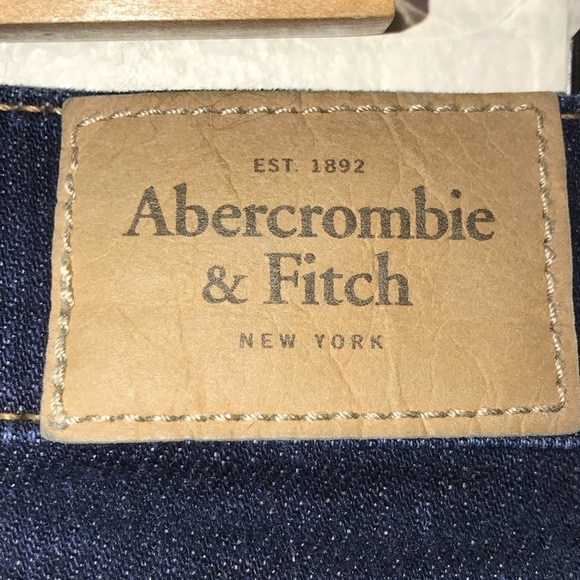 EST. 1892
Abercrombie
& Fitch
NEW YORK